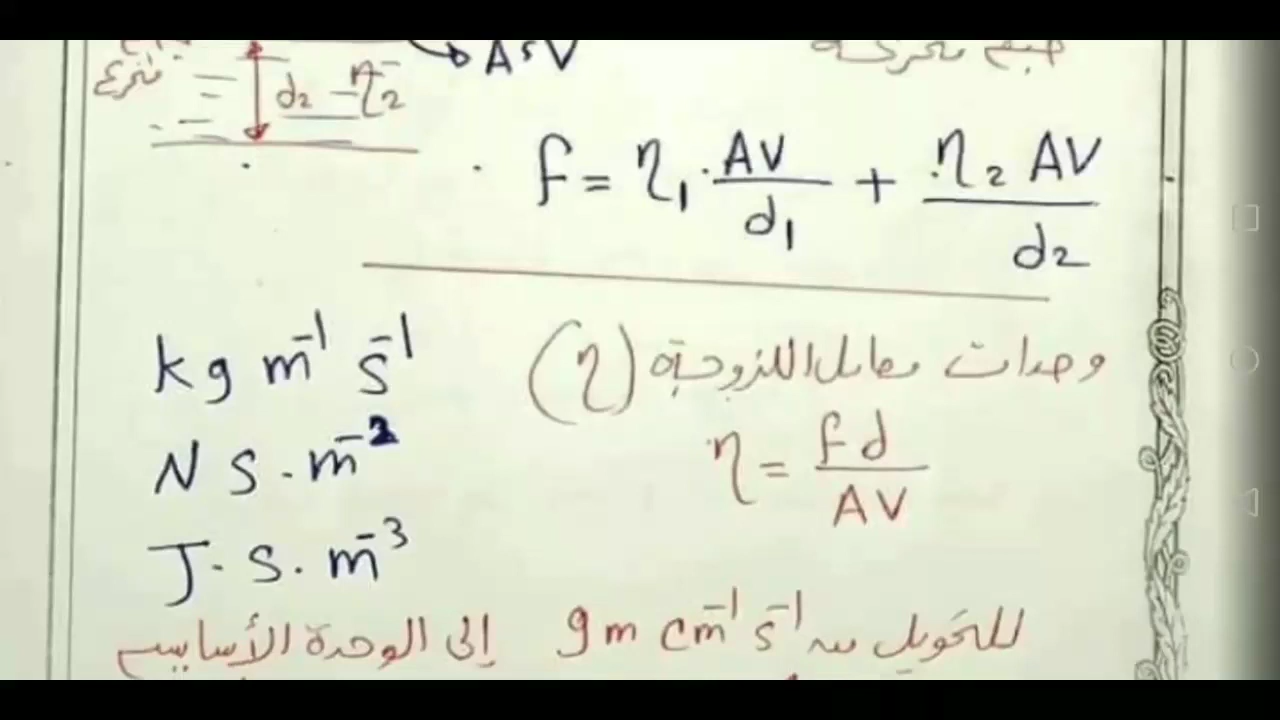 A و V
d₂ – η₂
F = η₁ · AV/d₁ + η₂ AV/d₂
وحدات معامل اللزوجية (η)
kg m⁻¹ s⁻¹
η = Fd/AV
N S . m⁻²
J . S . m⁻³
للتحويل من gm cm⁻¹ s⁻¹ إلى الوحدة الأساسية